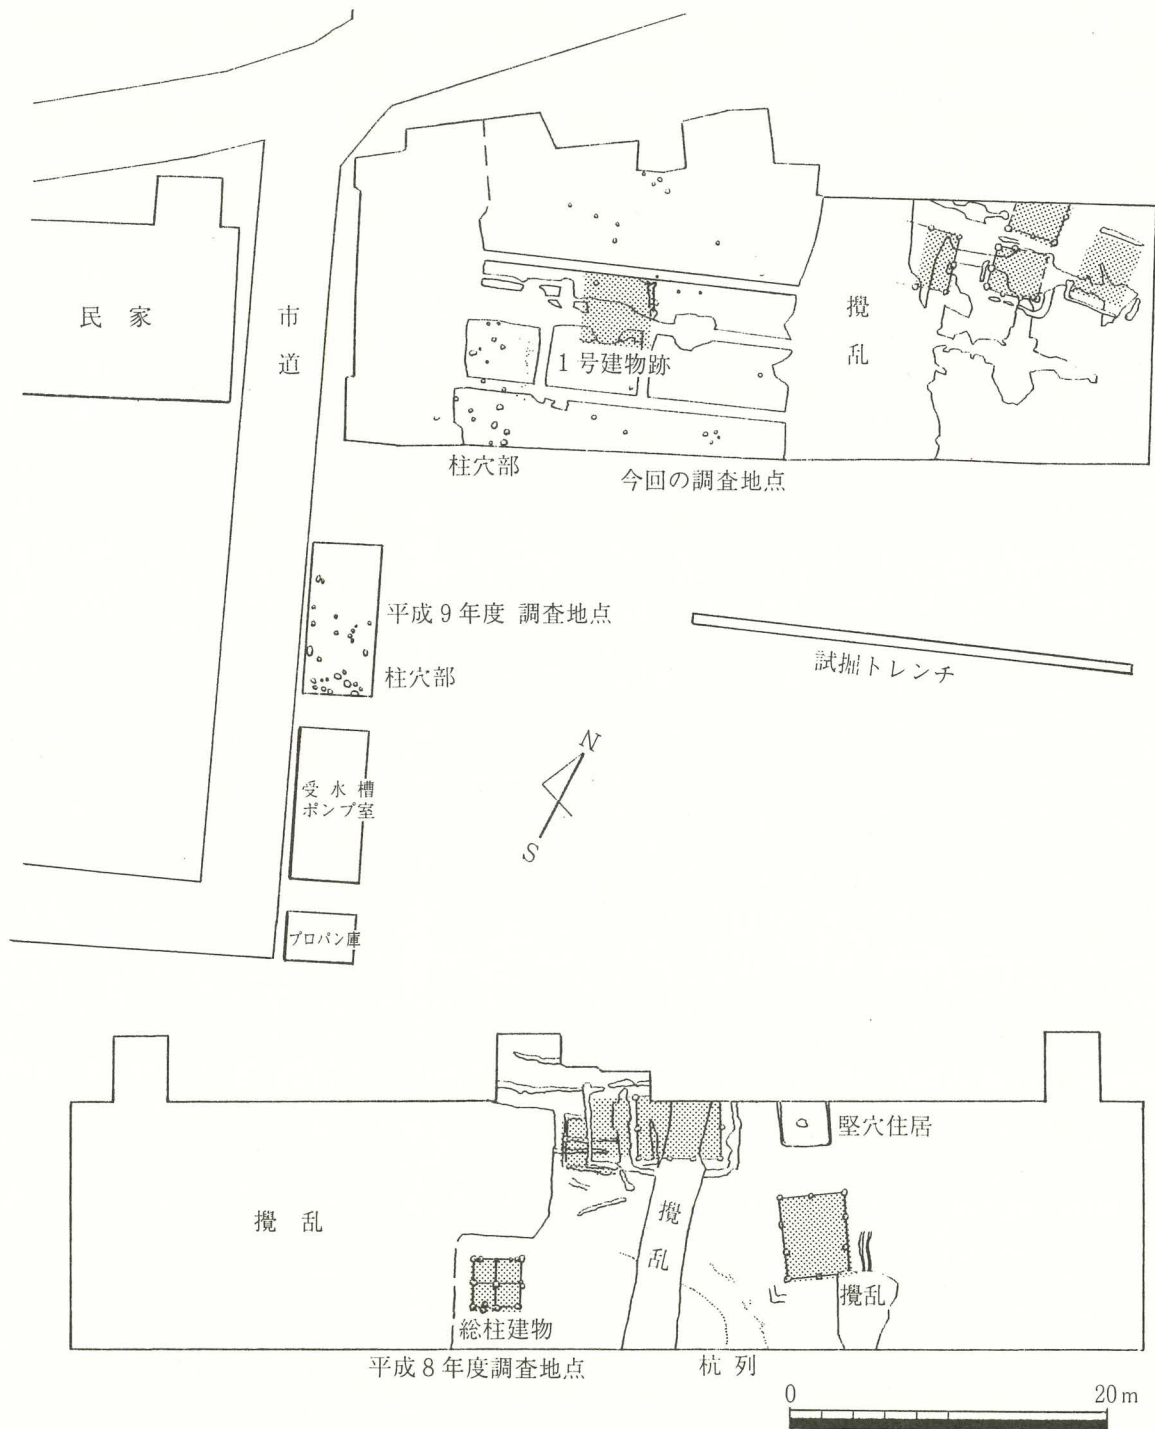 民家
市道
攪乱
1号建物跡
柱穴部
今回の調査地点
平成9年度 調査地点
柱穴部
試掘トレンチ
受水槽
ポンプ室
N
S
プロパン庫
竪穴住居
攪乱
攪乱
攪乱
総柱建物
平成8年度調査地点
杭列
0
20m